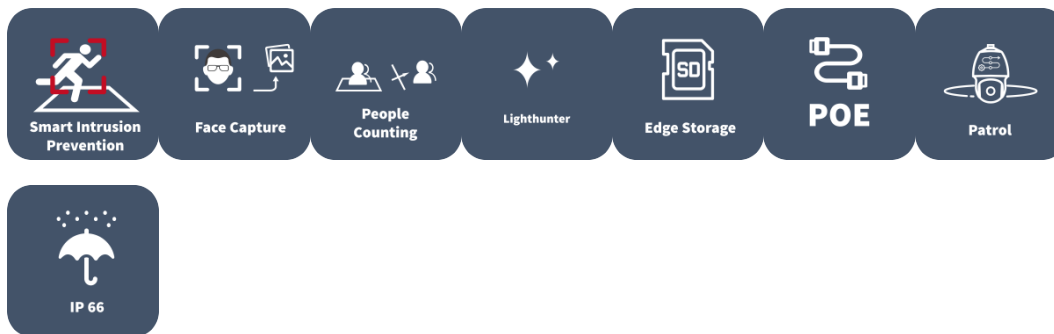 Smart Intrusion
Prevention
Face Capture
People
Counting
Lighthunter
SD
Edge Storage
POE
Patrol
IP 66